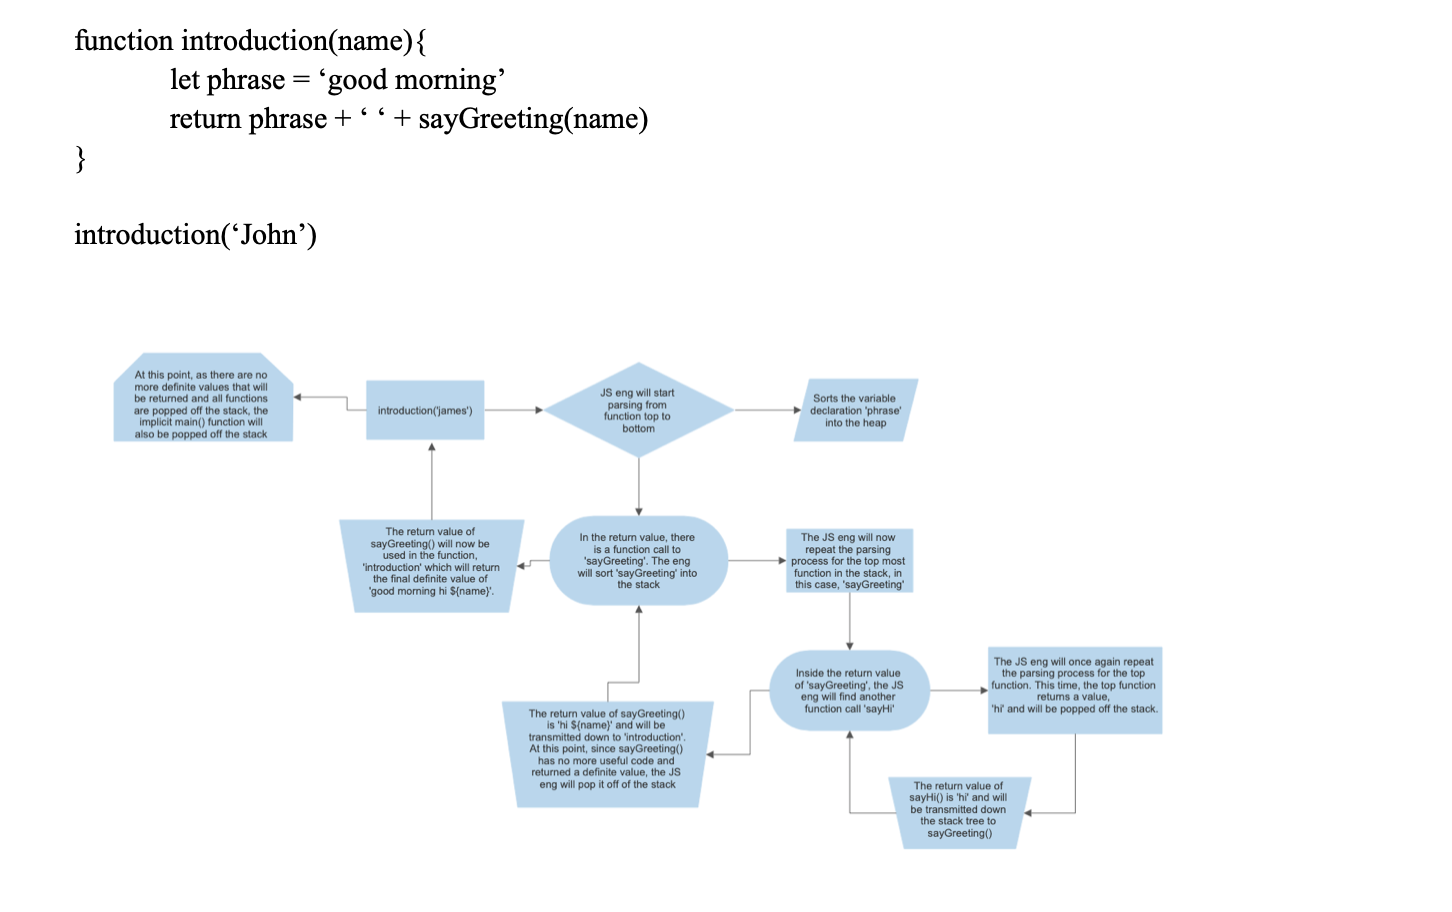 function introduction(name){
let phrase = ‘good morning’
return phrase + ‘ ‘ + sayGreeting(name)
}
introduction(‘John’)
At this point, as there are no
more definite values that will
be returned and all functions
are popped off the stack, the
implicit main() function will
also be popped off the stack
introduction('james')
JS eng will start
parsing from
function top to
bottom
Sorts the variable
declaration 'phrase'
into the heap
The return value of
sayGreeting() will now be
used in the function,
'introduction' which will return
the final definite value of
'good morning hi ${name}'.
In the return value, there
is a function call to
'sayGreeting'. The eng
will sort 'sayGreeting' into
the stack
The JS eng will now
repeat the parsing
process for the top most
function in the stack, in
this case, 'sayGreeting'
Inside the return value
of 'sayGreeting', the JS
eng will find another
function call 'sayHi'
The JS eng will once again repeat
the parsing process for the top
function. This time, the top function
returns a value,
'hi' and will be popped off the stack.
The return value of sayGreeting()
is 'hi ${name}' and will be
transmitted down to 'introduction'.
At this point, since sayGreeting()
has no more useful code and
returned a definite value, the JS
eng will pop it off of the stack
The return value of
sayHi() is 'hi' and will
be transmitted down
the stack tree to
sayGreeting()